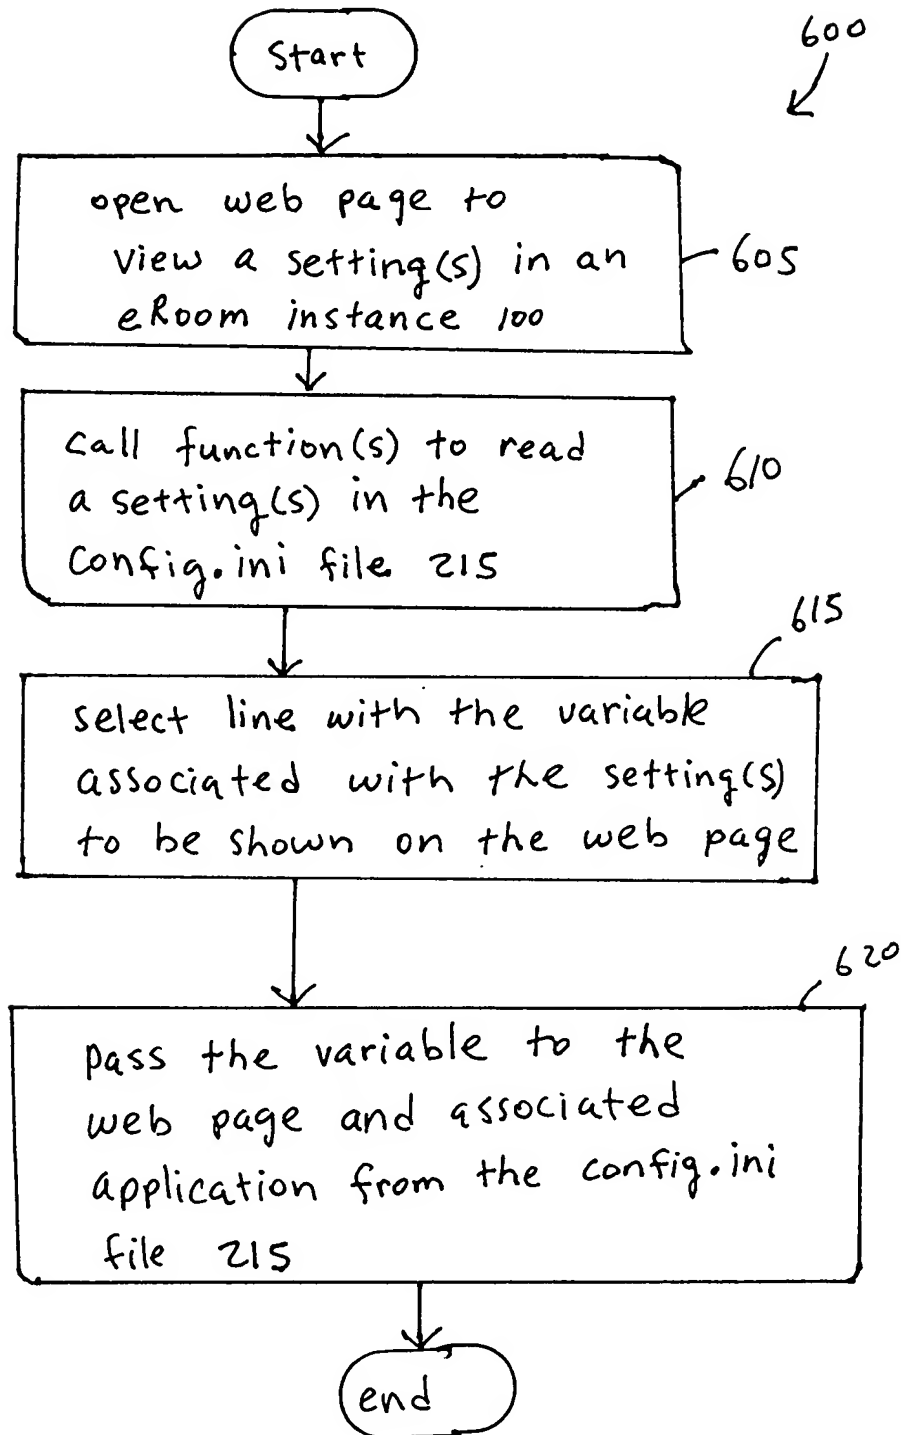 Start
600
open web page to
view a setting(s) in an
eRoom instance 100
605
call function(s) to read
a setting(s) in the
config.ini file 215
610
615
select line with the variable
associated with the setting(s)
to be shown on the web page
620
pass the variable to the
web page and associated
application from the config.ini
file 215
end